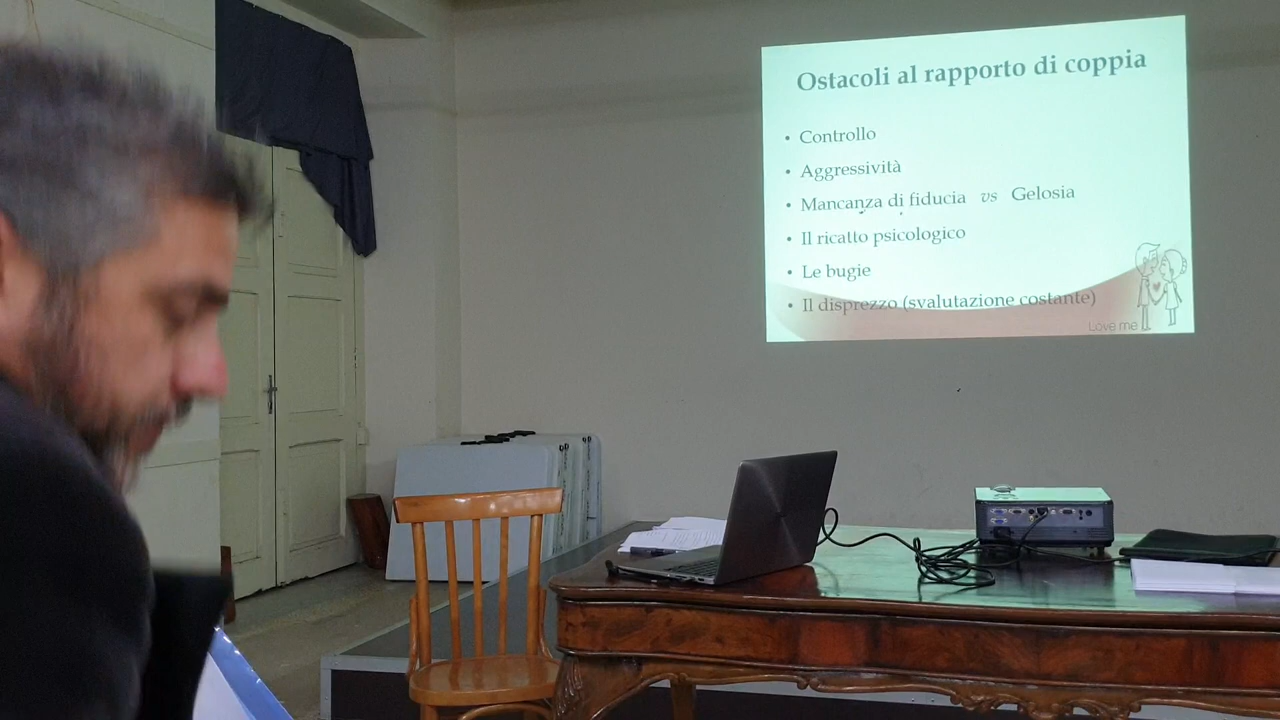 Ostacoli al rapporto di coppia
• Controllo
• Aggressività
• Mancanza di fiducia vs Gelosia
• Il ricatto psicologico
• Le bugie
• Il disprezzo (svalutazione costante)
Love me